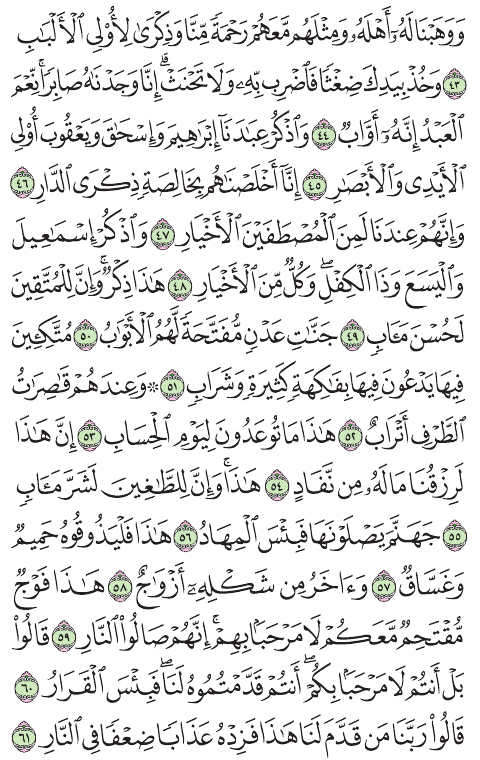 وَوَهَبْنَا لَهُۥٓ أَهْلَهُۥ وَمِثْلَهُم مَّعَهُمْ رَحْمَةً مِّنَّا وَذِكْرَىٰ لِأُو۟لِى ٱلْأَلْبَٰبِ
٤٣ وَخُذْ بِيَدِكَ ضِغْثًا فَٱضْرِب بِّهِۦ وَلَا تَحْنَثْ ۗ إِنَّا وَجَدْنَٰهُ صَابِرًا ۚ نِّعْمَ
ٱلْعَبْدُ إِنَّهُۥٓ أَوَّابٌ ٤٤ وَٱذْكُرْ عِبَٰدَنَآ إِبْرَٰهِيمَ وَإِسْحَٰقَ وَيَعْقُوبَ أُو۟لِى
ٱلْأَيْدِى وَٱلْأَبْصَٰرِ ٤٥ إِنَّآ أَخْلَصْنَٰهُم بِخَالِصَةٍ ذِكْرَى ٱلدَّارِ ٤٦
وَإِنَّهُمْ عِندَنَا لَمِنَ ٱلْمُصْطَفَيْنَ ٱلْأَخْيَارِ ٤٧ وَٱذْكُرْ إِسْمَٰعِيلَ
وَٱلْيَسَعَ وَذَا ٱلْكِفْلِ ۖ وَكُلٌّ مِّنَ ٱلْأَخْيَارِ ٤٨ هَٰذَا ذِكْرٌ ۚ وَإِنَّ لِلْمُتَّقِينَ
لَحُسْنَ مَـَٔابٍ ٤٩ جَنَّٰتِ عَدْنٍ مُّفَتَّحَةً لَّهُمُ ٱلْأَبْوَٰبُ ٥٠ مُتَّكِـِٔينَ
فِيهَا يَدْعُونَ فِيهَا بِفَٰكِهَةٍ كَثِيرَةٍ وَشَرَابٍ ٥١ ۞ وَعِندَهُمْ قَٰصِرَٰتُ
ٱلطَّرْفِ أَتْرَابٌ ٥٢ هَٰذَا مَا تُوعَدُونَ لِيَوْمِ ٱلْحِسَابِ ٥٣ إِنَّ هَٰذَا
لَرِزْقُنَا مَا لَهُۥ مِن نَّفَادٍ ٥٤ هَٰذَا ۚ وَإِنَّ لِلطَّٰغِينَ لَشَرَّ مَـَٔابٍ
٥٥ جَهَنَّمَ يَصْلَوْنَهَا فَبِئْسَ ٱلْمِهَادُ ٥٦ هَٰذَا فَلْيَذُوقُوهُ حَمِيمٌ
وَغَسَّاقٌ ٥٧ وَءَاخَرُ مِن شَكْلِهِۦٓ أَزْوَٰجٌ ٥٨ هَٰذَا فَوْجٌ
مُّقْتَحِمٌ مَّعَكُمْ لَا مَرْحَبًۢا بِهِمْ ۚ إِنَّهُمْ صَالُوا۟ ٱلنَّارِ ٥٩ قَالُوا۟
بَلْ أَنتُمْ لَا مَرْحَبًۢا بِكُمْ ۖ أَنتُمْ قَدَّمْتُمُوهُ لَنَا ۖ فَبِئْسَ ٱلْقَرَارُ ٦٠
قَالُوا۟ رَبَّنَا مَن قَدَّمَ لَنَا هَٰذَا فَزِدْهُ عَذَابًا ضِعْفًا فِى ٱلنَّارِ ٦١